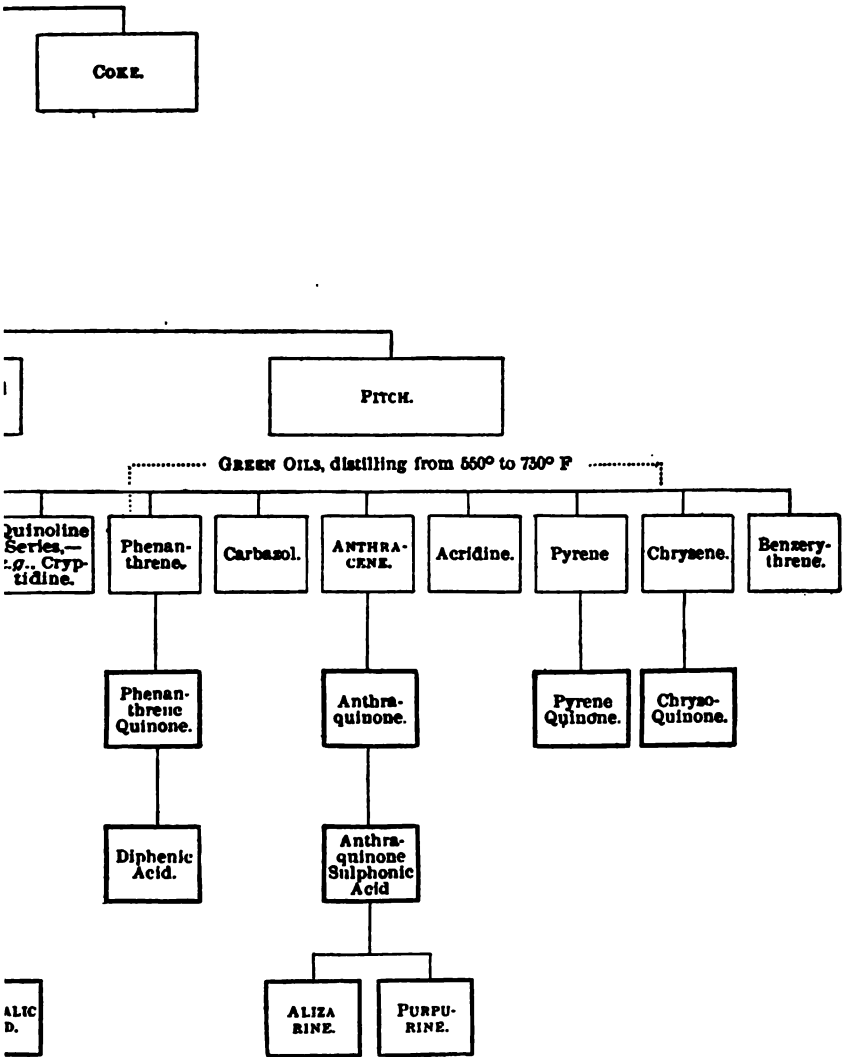 COKE.
PITCH.
GREEN OILS, distilling from 550° to 730° F
Quinoline
Series,—
e.g., Cryp-
tidine.
Phenan-
threne.
Carbazol.
ANTHRA-
CENE.
Acridine.
Pyrene
Chrysene.
Benzery-
threne.
Phenan-
threne
Quinone.
Anthra-
quinone.
Pyrene
Quinone.
Chryso-
Quinone.
Diphenic
Acid.
Anthra-
quinone
Sulphonic
Acid
ALIC
D.
ALIZA
RINE.
PURPU-
RINE.